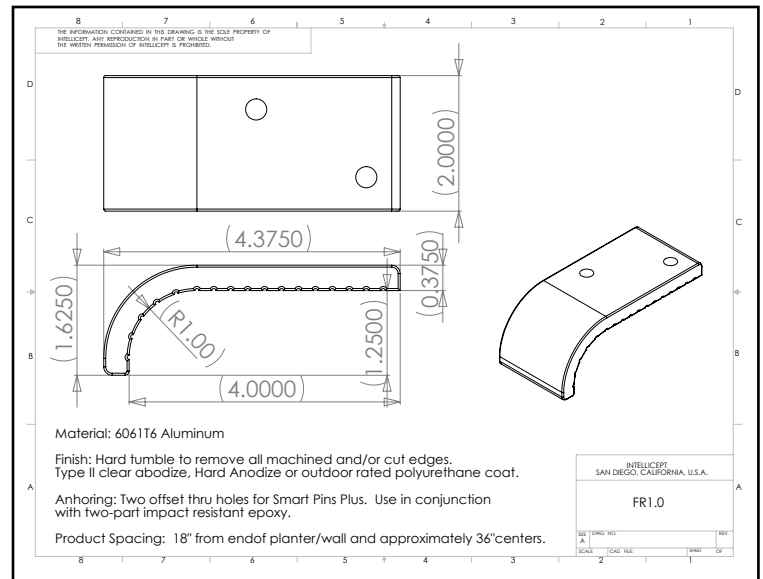 8 7 6 5 4 3 2 1
THE INFORMATION CONTAINED IN THIS DRAWING IS THE SOLE PROPERTY OF
INTELLICEPT. ANY REPRODUCTION IN PART OR WHOLE WITHOUT
THE WRITTEN PERMISSION OF INTELLICEPT IS PROHIBITED.
D D
(2.0000)
C C
(4.3750)
(0.3750)
(1.6250)
(R1.00)
(1.2500)
B B
(4.0000)
Material: 6061T6 Aluminum
Finish: Hard tumble to remove all machined and/or cut edges.
Type II clear abodize, Hard Anodize or outdoor rated polyurethane coat.
INTELLICEPT
SAN DIEGO, CALIFORNIA, U.S.A.
A A
Anhoring: Two offset thru holes for Smart Pins Plus. Use in conjunction
with two-part impact resistant epoxy.
FR1.0
Product Spacing: 18" from endof planter/wall and approximately 36"centers.
SIZE DWG. NO. REV.
A
SCALE CAD FILE: SHEET OF
8 7 6 5 4 3 2 1